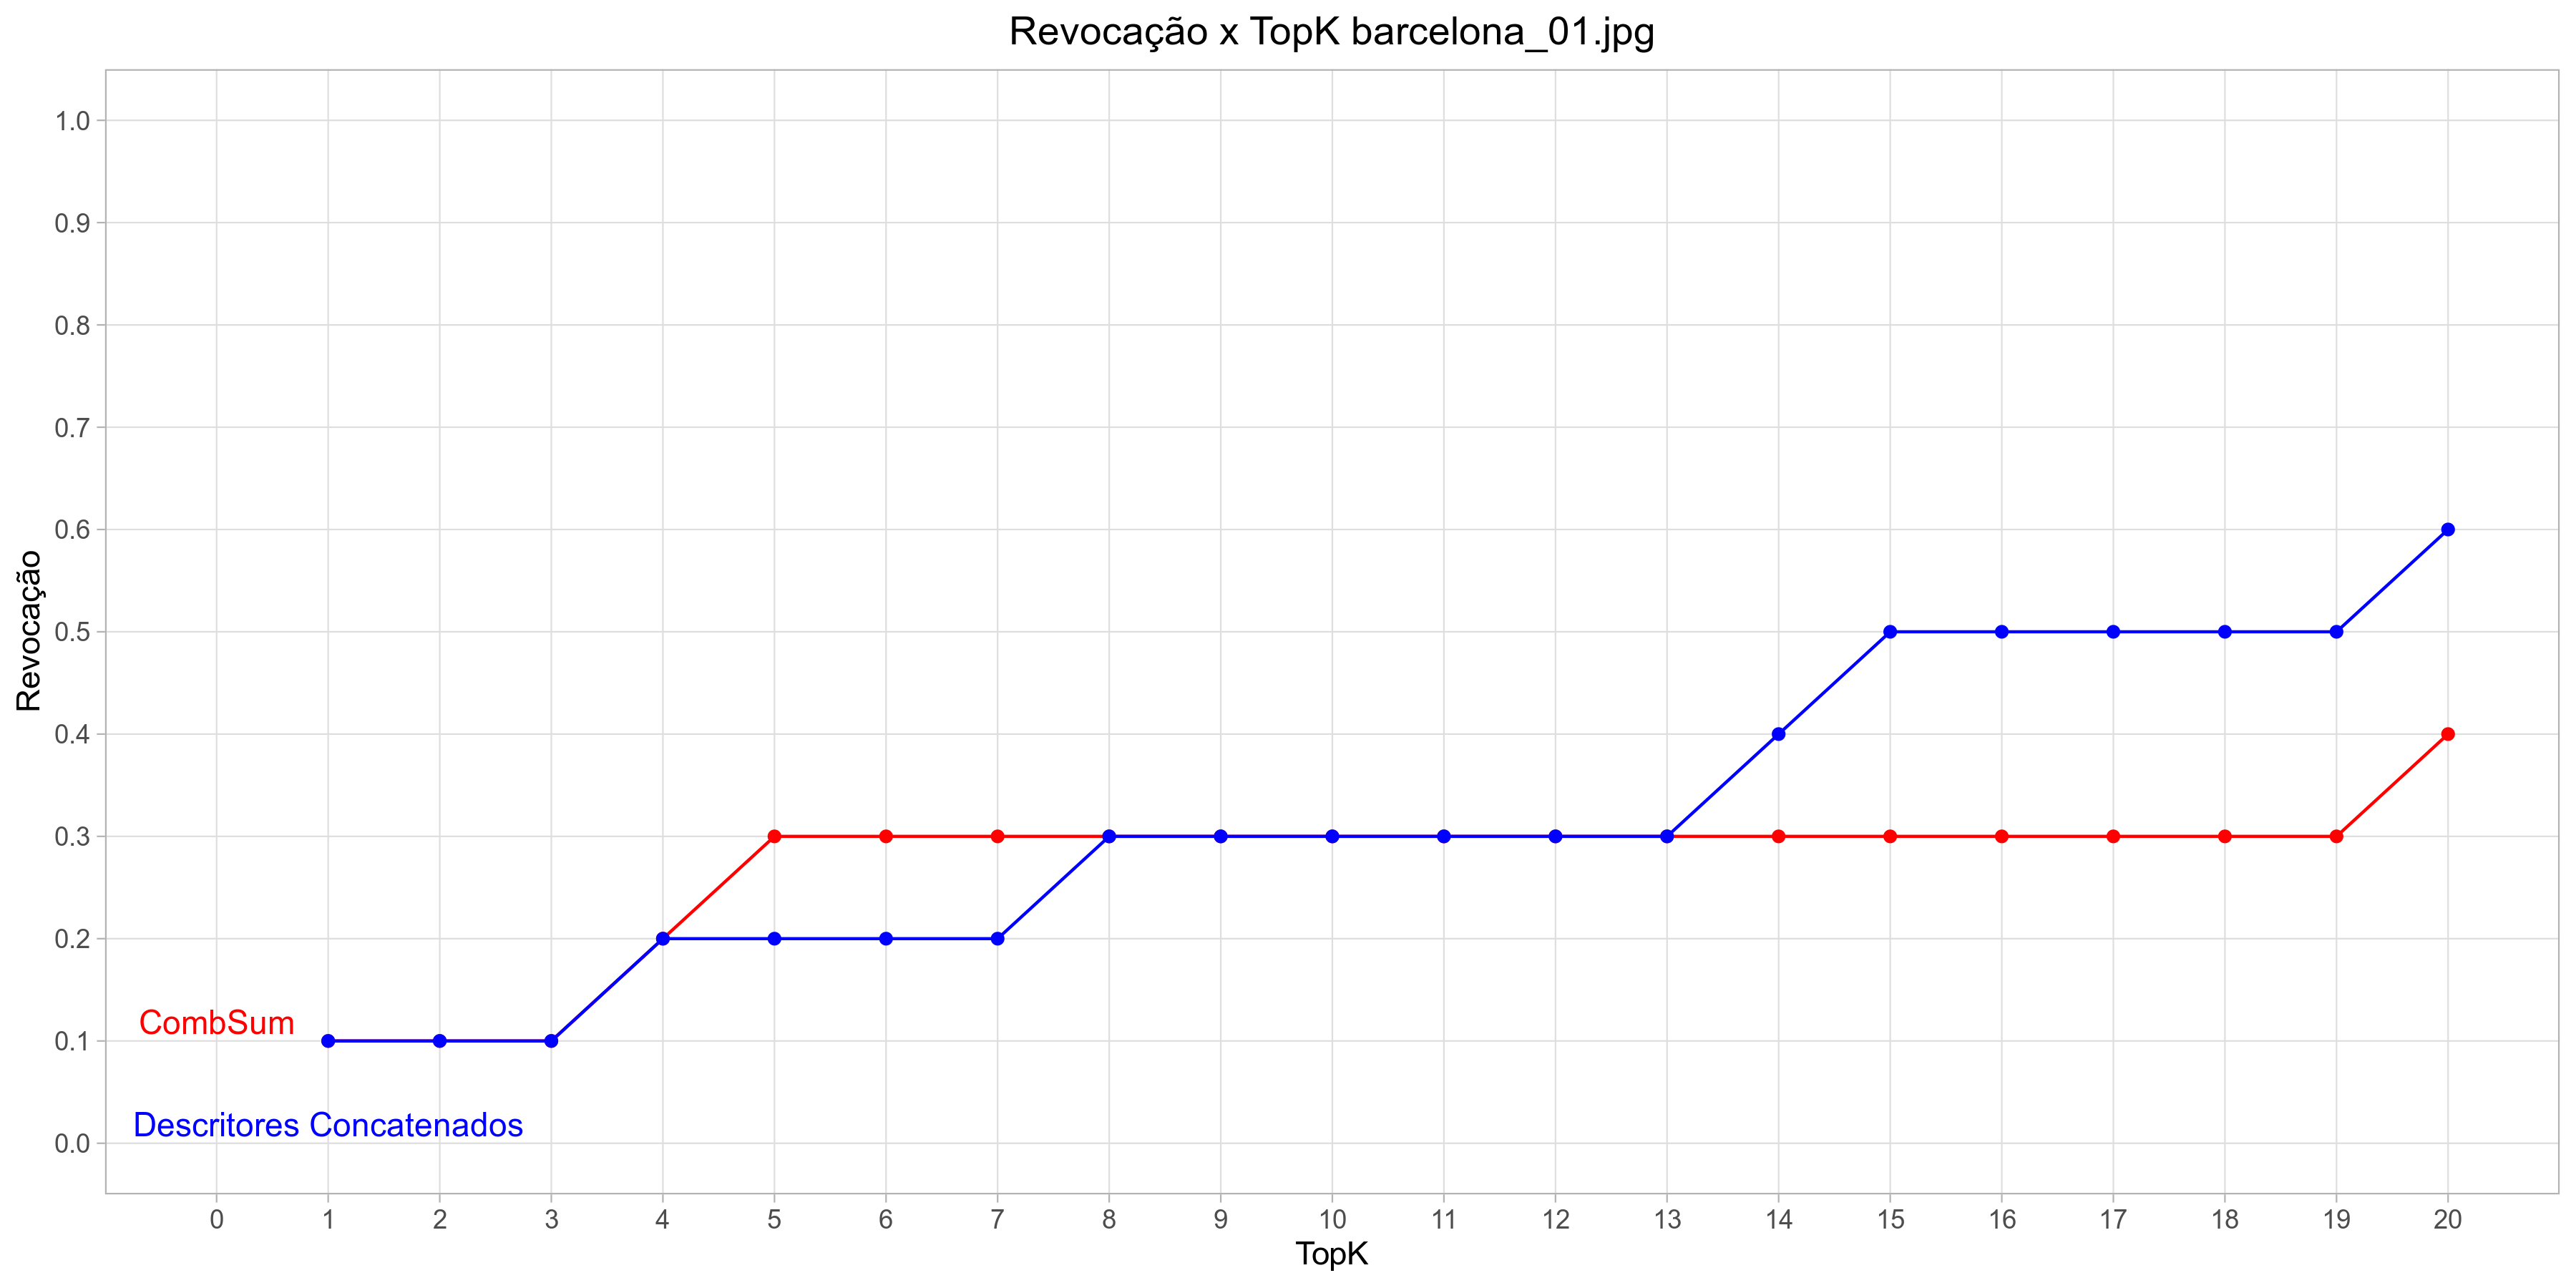 Revocação x TopK barcelona_01.jpg
1.0
0.9
0.8
0.7
0.6
0.5
0.4
0.3
0.2
0.1
0.0
Revocação
CombSum
Descritores Concatenados
0 1 2 3 4 5 6 7 8 9 10 11 12 13 14 15 16 17 18 19 20
TopK